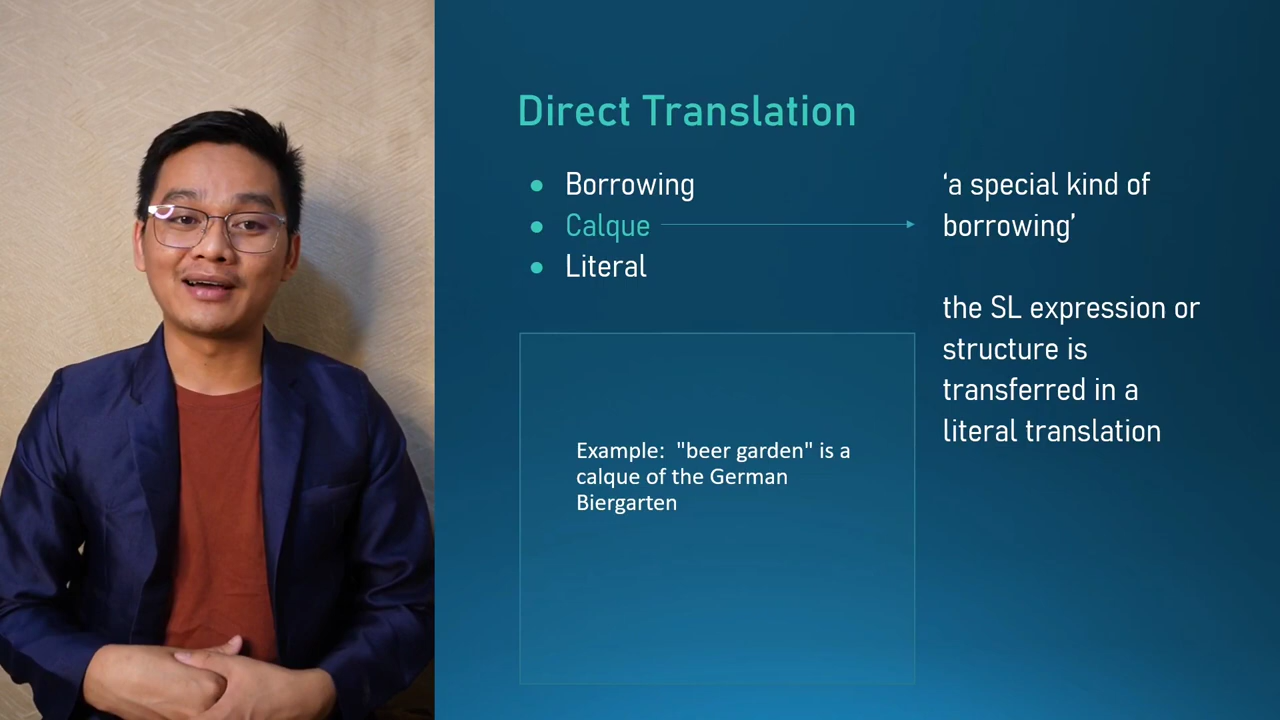 Direct Translation
Borrowing
Calque
Literal
‘a special kind of
borrowing’
the SL expression or
structure is
transferred in a
literal translation
Example:  "beer garden" is a
calque of the German
Biergarten